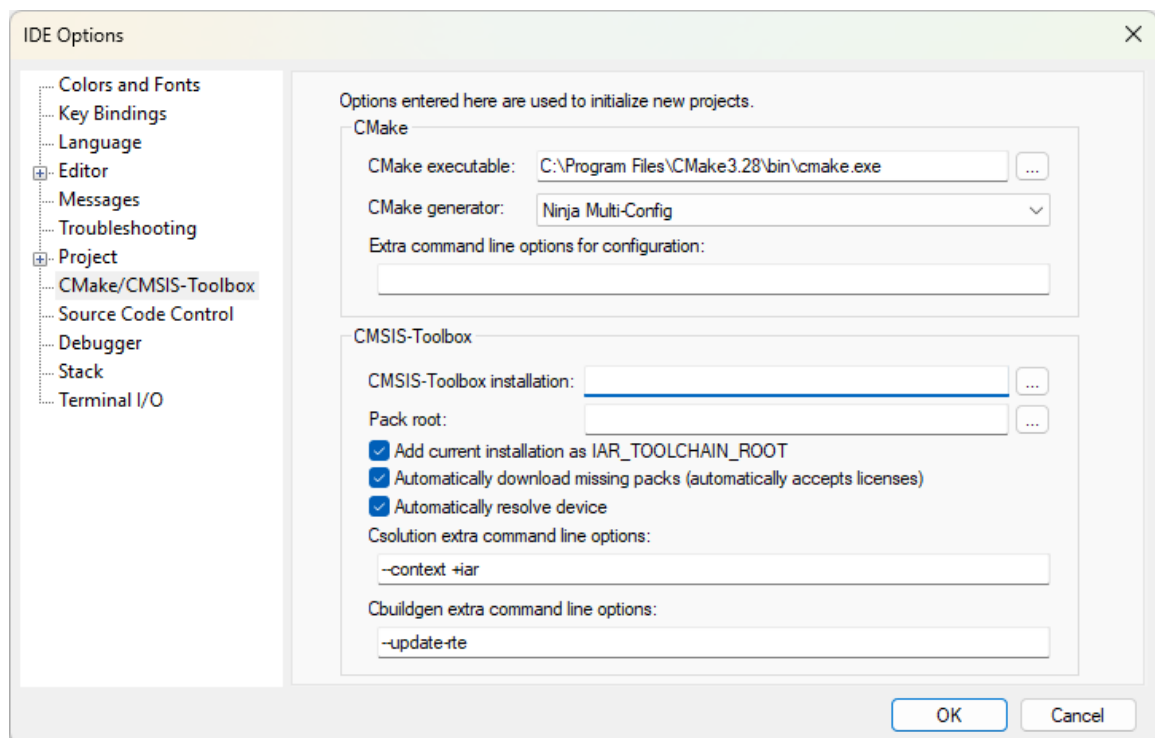 IDE Options
Colors and Fonts
Key Bindings
Language
Editor
Messages
Troubleshooting
Project
CMake/CMSIS-Toolbox
Source Code Control
Debugger
Stack
Terminal I/O
Options entered here are used to initialize new projects.
CMake
CMake executable: C:\Program Files\CMake3.28\bin\cmake.exe ...
CMake generator: Ninja Multi-Config
Extra command line options for configuration:
CMSIS-Toolbox
CMSIS-Toolbox installation: ...
Pack root: ...
Add current installation as IAR_TOOLCHAIN_ROOT
Automatically download missing packs (automatically accepts licenses)
Automatically resolve device
Csolution extra command line options:
--context +iar
Cbuildgen extra command line options:
--update-rte
OK Cancel